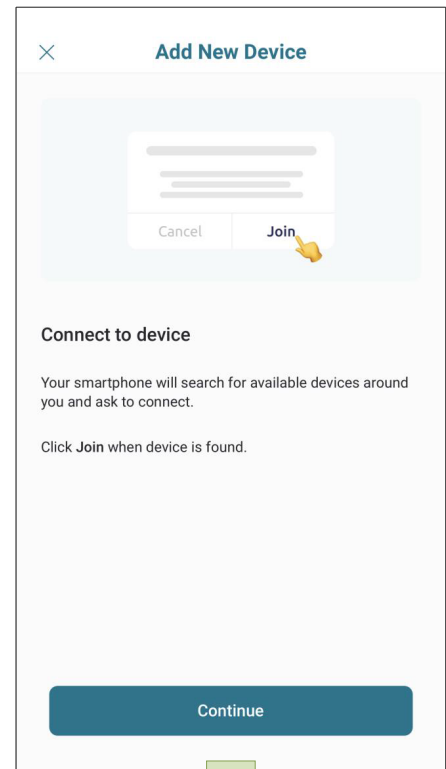 Add New Device
Cancel
Join
Connect to device
Your smartphone will search for available devices around
you and ask to connect.
Click Join when device is found.
Continue